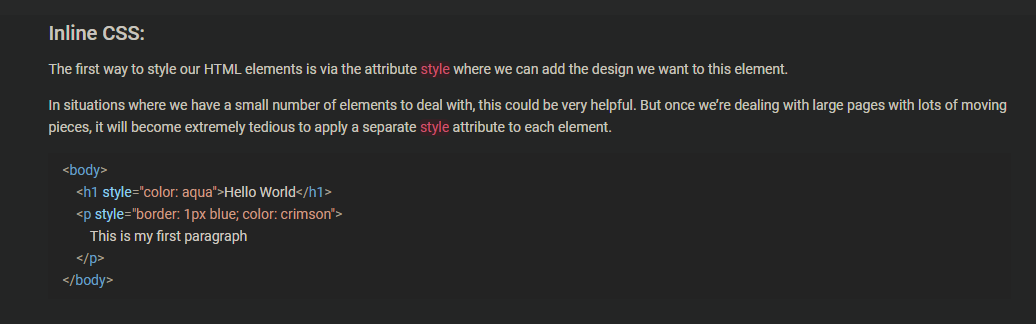 Inline CSS:
The first way to style our HTML elements is via the attribute style where we can add the design we want to this element.
In situations where we have a small number of elements to deal with, this could be very helpful. But once we’re dealing with large pages with lots of moving
pieces, it will become extremely tedious to apply a separate style attribute to each element.
<body>
<h1 style="color: aqua">Hello World</h1>
<p style="border: 1px blue; color: crimson">
This is my first paragraph
</p>
</body>